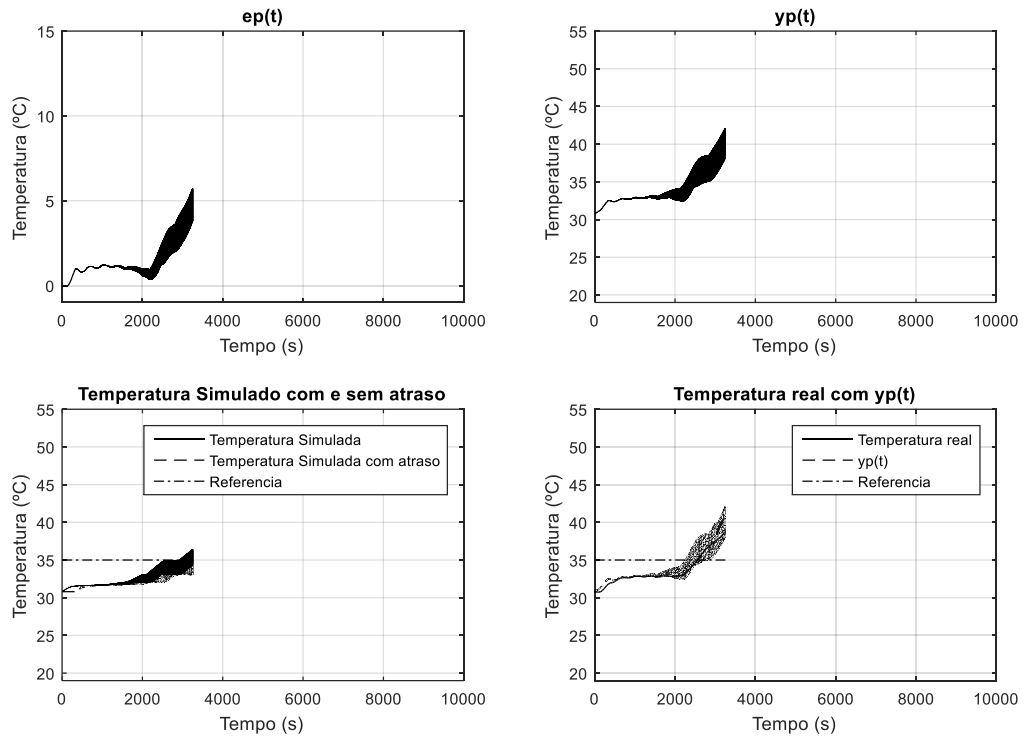 ep(t)
15
10
5
0
Temperatura (ºC)
0 2000 4000 6000 8000 10000
Tempo (s)
yp(t)
55
50
45
40
35
30
25
20
Temperatura (ºC)
0 2000 4000 6000 8000 10000
Tempo (s)
Temperatura Simulado com e sem atraso
55
50
45
40
35
30
25
20
Temperatura (ºC)
Temperatura Simulada
Temperatura Simulada com atraso
Referencia
0 2000 4000 6000 8000 10000
Tempo (s)
Temperatura real com yp(t)
55
50
45
40
35
30
25
20
Temperatura (ºC)
Temperatura real
yp(t)
Referencia
0 2000 4000 6000 8000 10000
Tempo (s)